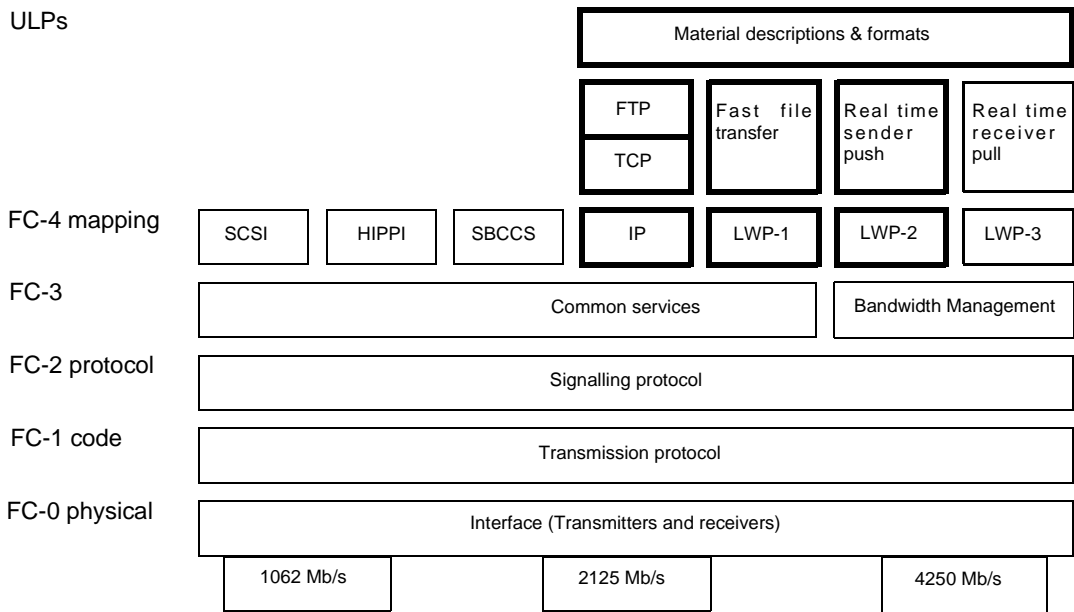 ULPs
Material descriptions & formats
FTP
TCP
Fast file
transfer
Real time
sender
push
Real time
receiver
pull
FC-4 mapping
SCSI
HIPPI
SBCCS
IP
LWP-1
LWP-2
LWP-3
FC-3
Common services
Bandwidth Management
FC-2 protocol
Signalling protocol
FC-1 code
Transmission protocol
FC-0 physical
Interface (Transmitters and receivers)
1062 Mb/s
2125 Mb/s
4250 Mb/s